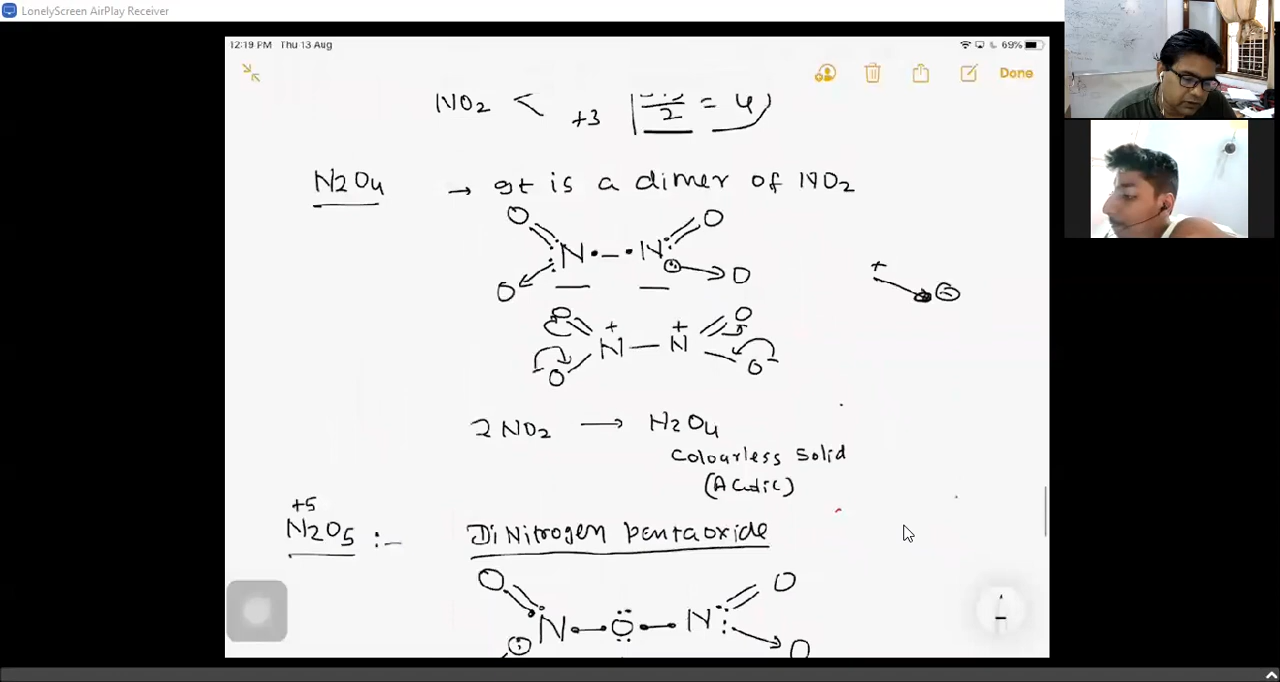 LonelyScreen AirPlay Receiver
12:19 PM Thu 13 Aug
69%
Done
NO2 < +3 /2 = 4
N2O4 → It is a dimer of NO2
O O
N · – · N
O O
O + + O
N — N
O O
+ ⊖
2 NO2 → N2O4
Colourless Solid
(Acidic)
+5
N2O5 :- DiNitrogen pentaoxide
O O
N O N
O